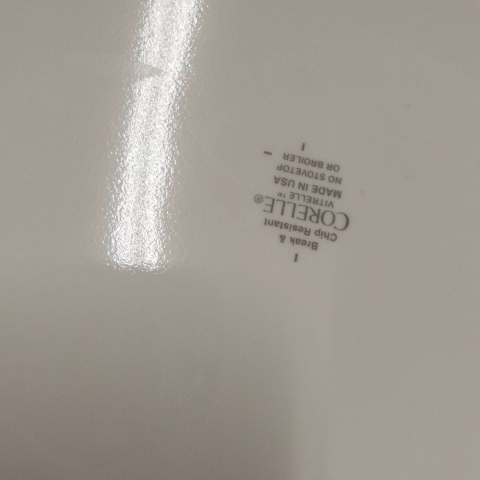 Break &
Chip Resistant
CORELLE®
VITRELLE™
MADE IN USA
NO STOVETOP
OR BROILER